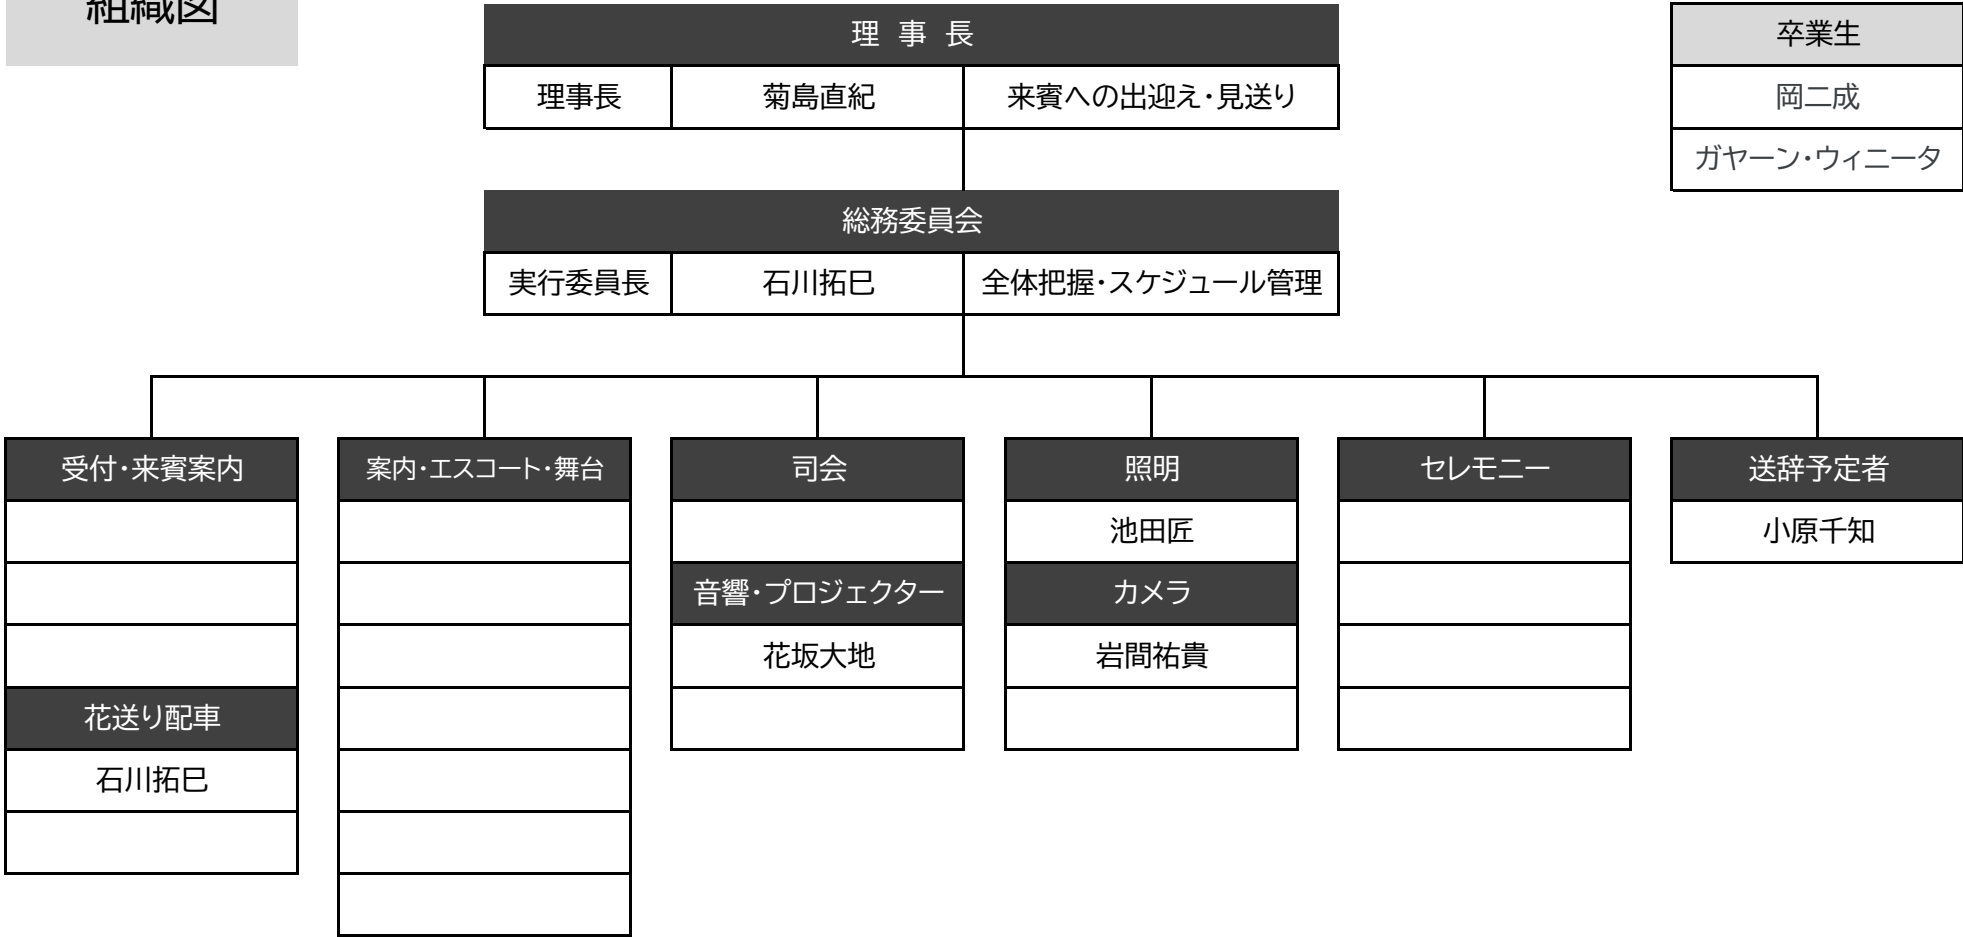 組織図
理 事 長
理事長 菊島直紀 来賓への出迎え・見送り
卒業生
岡二成
ガヤーン・ウィニータ
総務委員会
実行委員長 石川拓巳 全体把握・スケジュール管理
受付・来賓案内 案内・エスコート・舞台 司会 照明 セレモニー 送辞予定者
池田匠 小原千知
音響・プロジェクター カメラ
花坂大地 岩間祐貴
花送り配車
石川拓巳